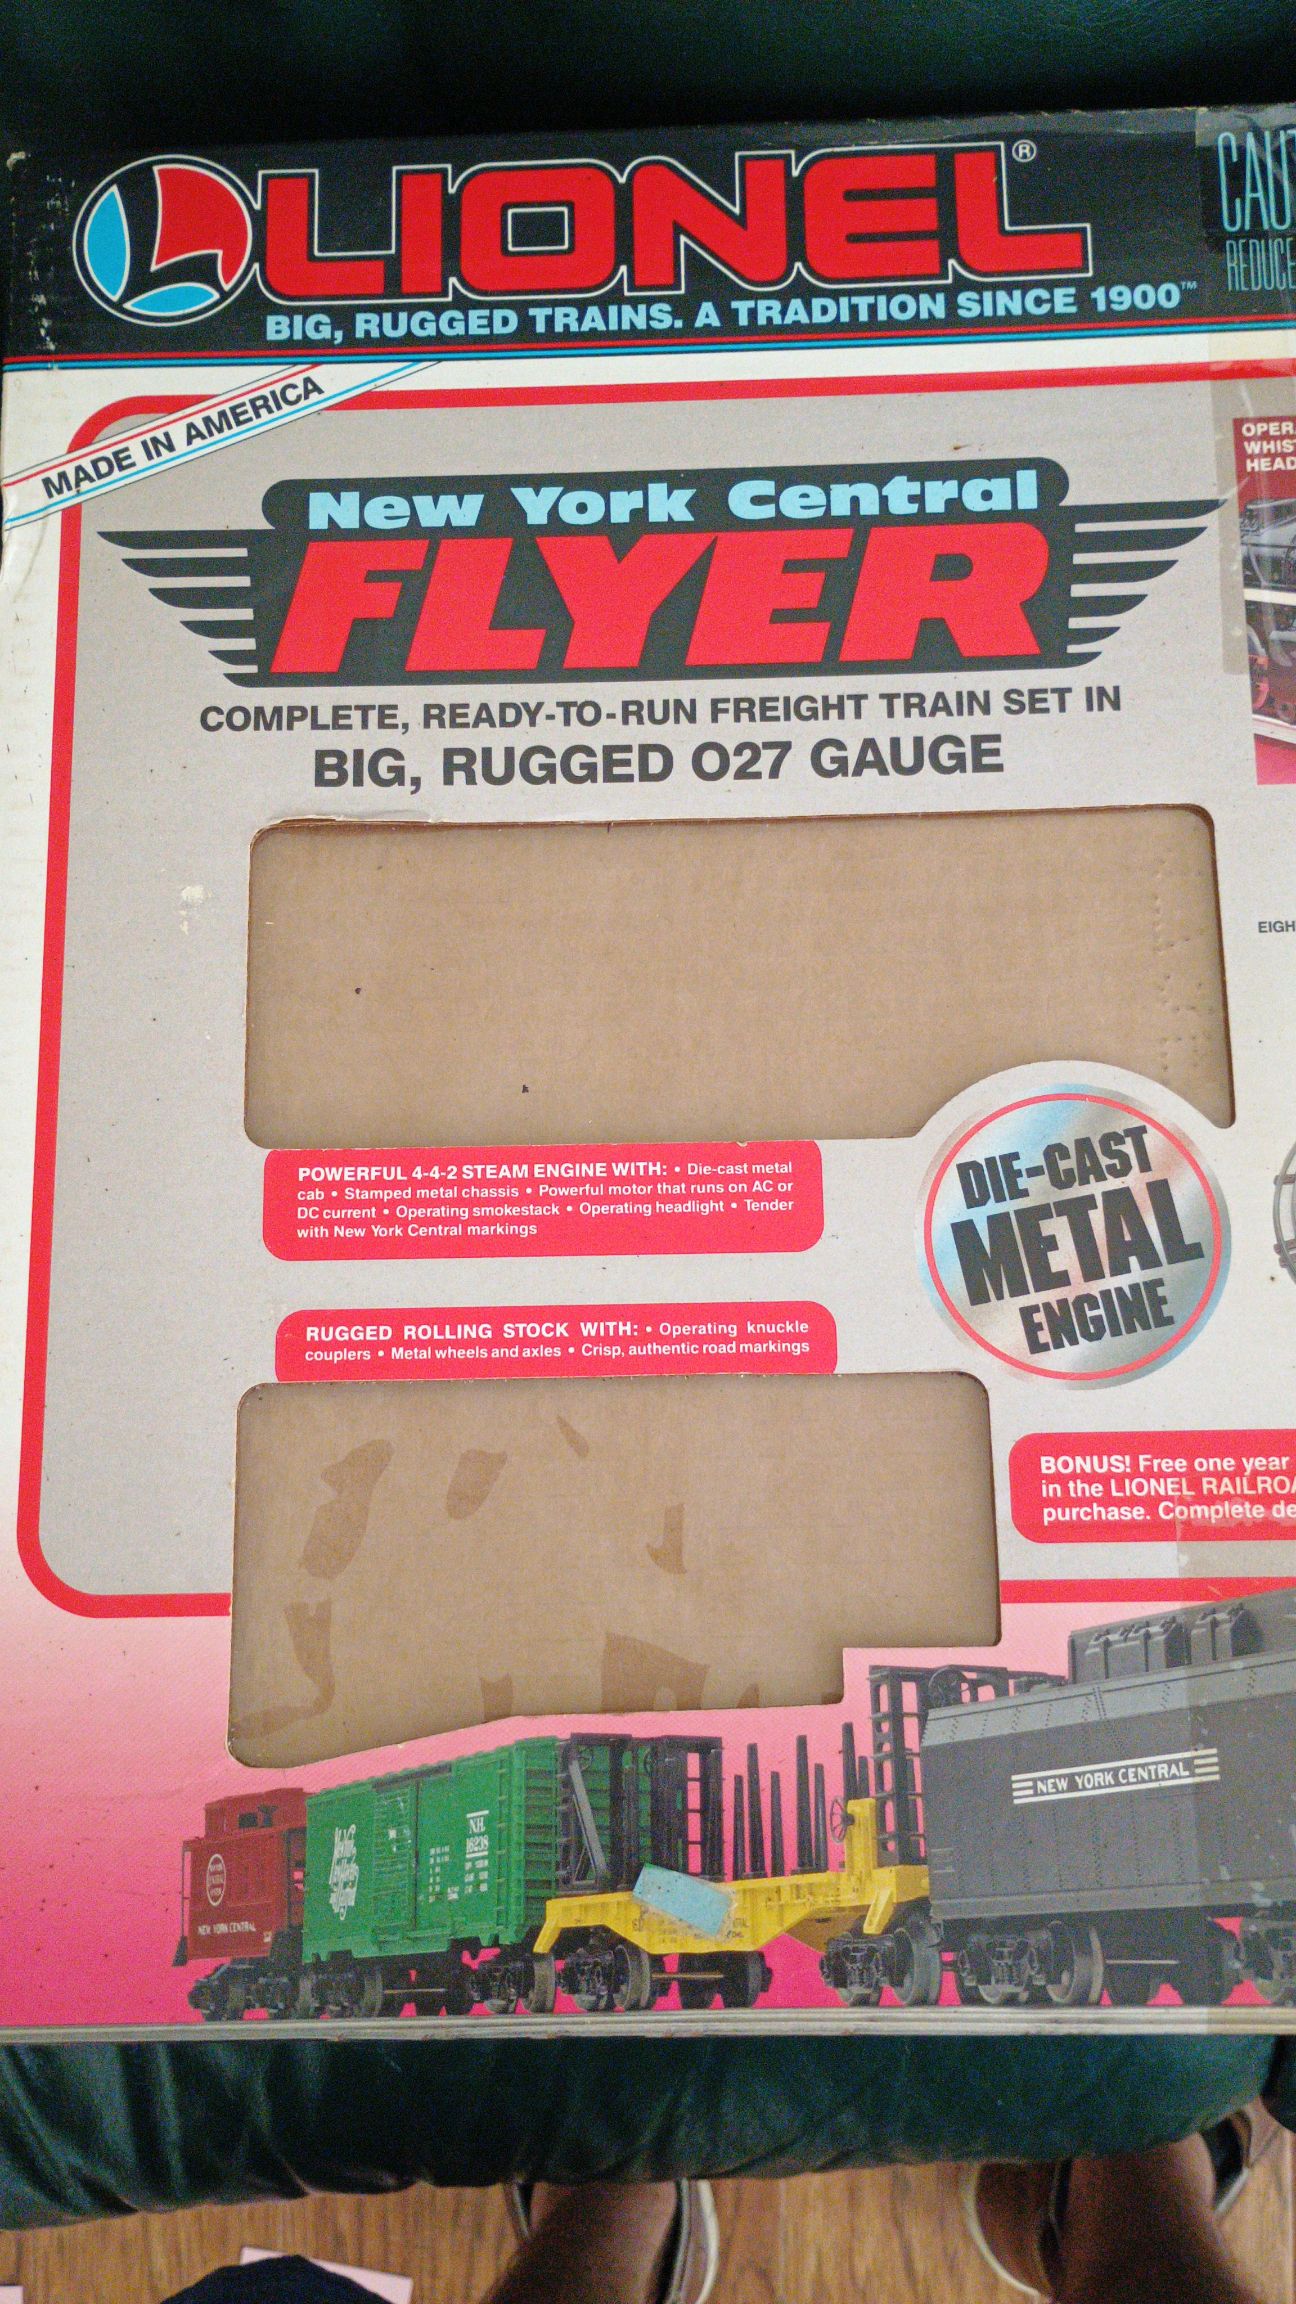 LIONEL®
BIG, RUGGED TRAINS. A TRADITION SINCE 1900™
REDUCE
MADE IN AMERICA
New York Central
FLYER
COMPLETE, READY-TO-RUN FREIGHT TRAIN SET IN
BIG, RUGGED O27 GAUGE
POWERFUL 4-4-2 STEAM ENGINE WITH: • Die-cast metal
cab • Stamped metal chassis • Powerful motor that runs on AC or
DC current • Operating smokestack • Operating headlight • Tender
with New York Central markings
DIE-CAST
METAL
ENGINE
RUGGED ROLLING STOCK WITH: • Operating knuckle
couplers • Metal wheels and axles • Crisp, authentic road markings
BONUS! Free one year
in the LIONEL
purchase. Complete
NEW YORK CENTRAL
N.H.
16238
NEW YORK CENTRAL